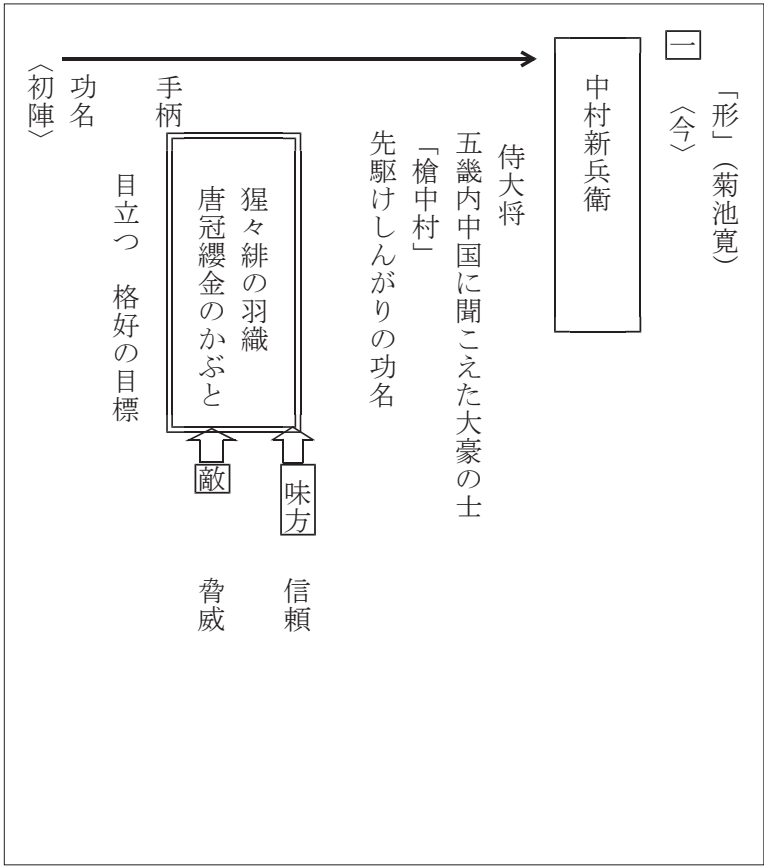 「形」（菊池寛）
一 〈今〉
中村新兵衛
侍大将
五畿内中国に聞こえた大豪の士
「槍中村」
先駆けしんがりの功名
味方 信頼
猩々緋の羽織
唐冠纓金のかぶと
敵 脅威
手柄
目立つ 格好の目標
功名
〈初陣〉